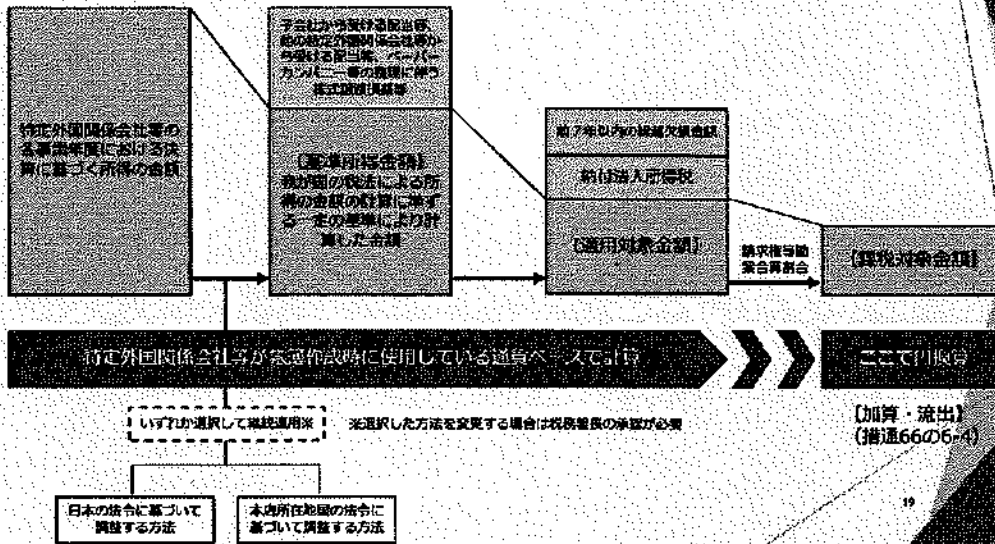 特定外国関係会社等の
各事業年度における決
算に基づく所得の金額
子会社から受ける配当等、
他の特定外国関係会社等か
ら受ける配当等、ペーパー
カンパニー等の整理に伴う
株式譲渡損益等
【基準所得金額】
我が国の税法による所
得の金額の計算に準ず
る一定の基準により計
算した金額
前7年以内の繰越欠損金額
納付法人所得税
【適用対象金額】
請求権等勘
案合算割合
【課税対象金額】
特定外国関係会社等が帳簿作成時に使用している通貨ベースで計算
ここで円換算
いずれか選択して継続適用※
※選択した方法を変更する場合は税務署長の承認が必要
【加算・流出】
(措通66の6-4)
日本の法令に基づいて
調整する方法
本店所在地国の法令に
基づいて調整する方法
19